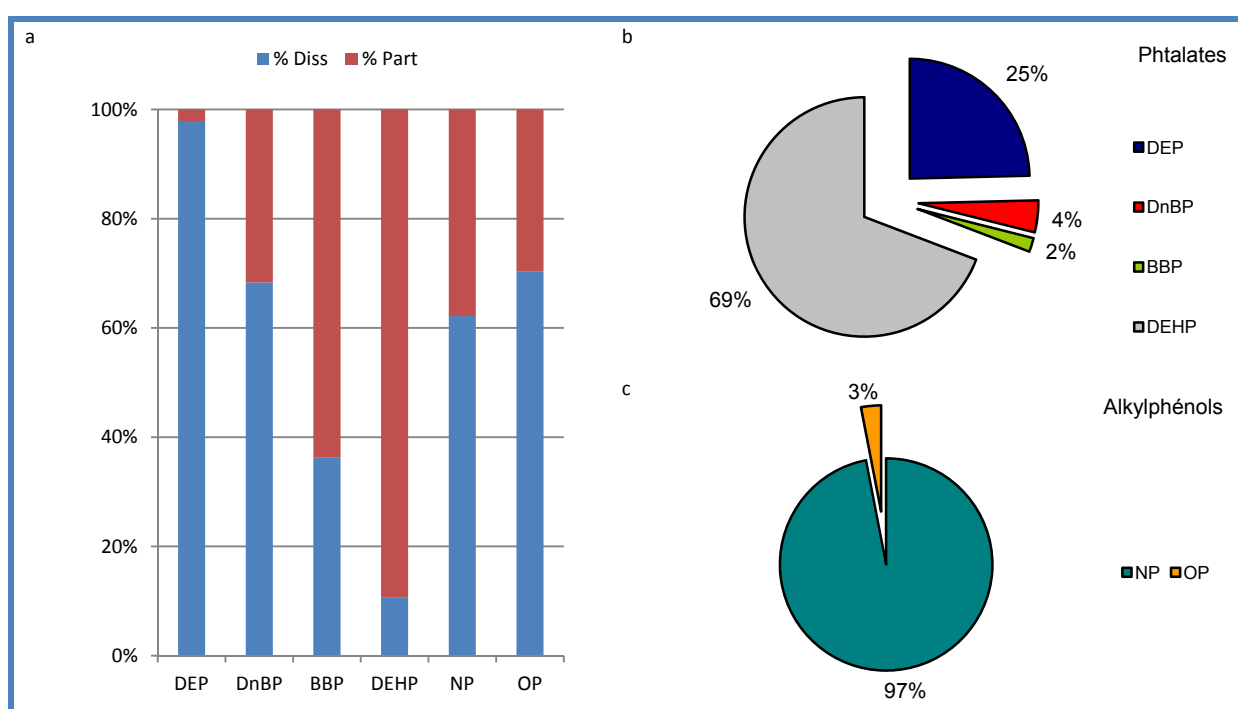 a
% Diss % Part
100%
80%
60%
40%
20%
0%
DEP DnBP BBP DEHP NP OP
b
Phtalates
25%
4%
2%
69%
DEP
DnBP
BBP
DEHP
c
Alkylphénols
3%
97%
NP OP